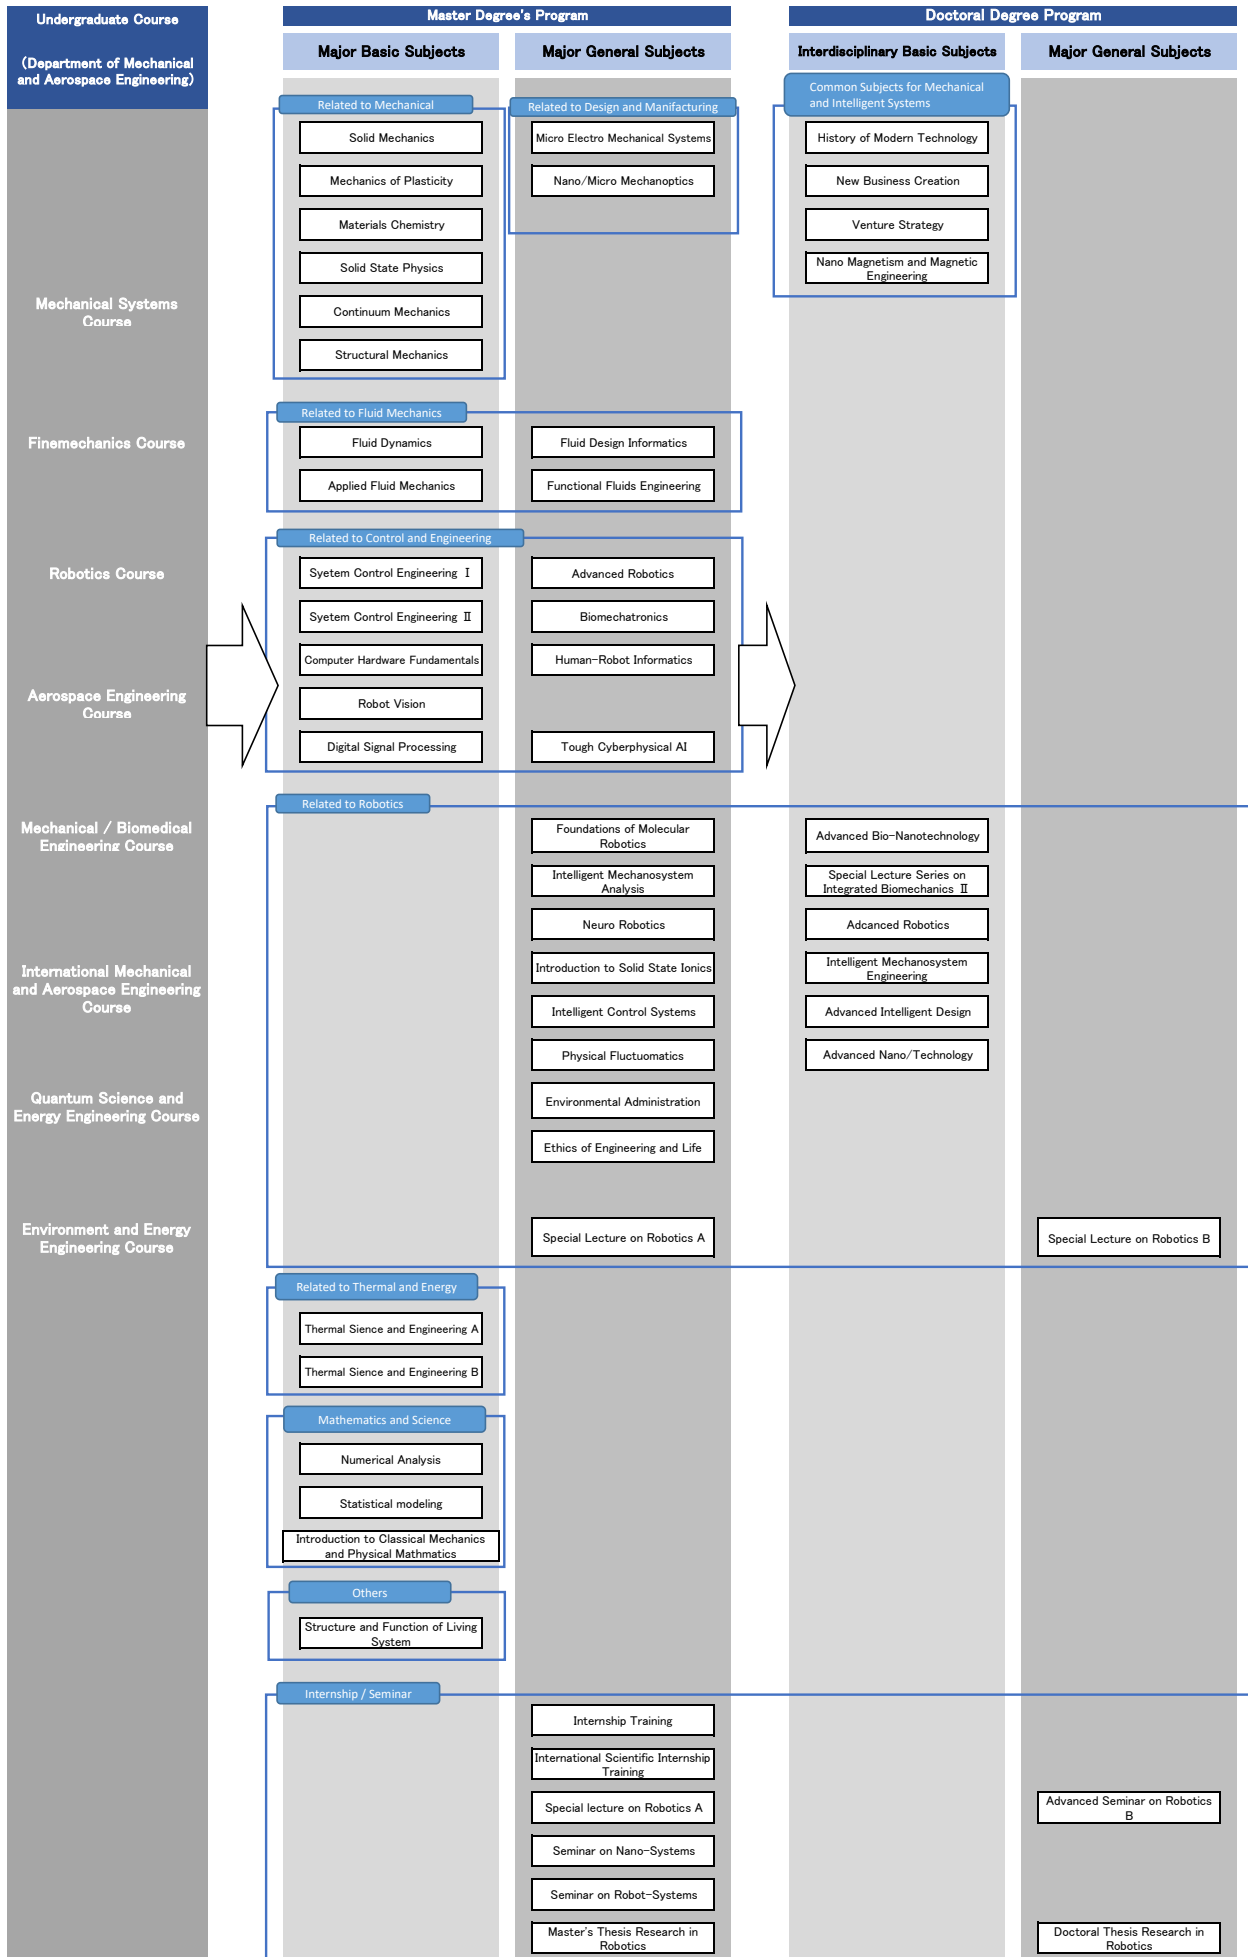 Undergraduate Course
(Department of Mechanical
and Aerospace Engineering)
Mechanical Systems
Course
Finemechanics Course
Robotics Course
Aerospace Engineering
Course
Mechanical / Biomedical
Engineering Course
International Mechanical
and Aerospace Engineering
Course
Quantum Science and
Energy Engineering Course
Environment and Energy
Engineering Course
Master Degree's Program
Major Basic Subjects
Major General Subjects
Related to Mechanical
Solid Mechanics
Mechanics of Plasticity
Materials Chemistry
Solid State Physics
Continuum Mechanics
Structural Mechanics
Related to Design and Manifacturing
Micro Electro Mechanical Systems
Nano/Micro Mechanoptics
Related to Fluid Mechanics
Fluid Dynamics
Applied Fluid Mechanics
Fluid Design Informatics
Functional Fluids Engineering
Related to Control and Engineering
System Control Engineering Ⅰ
System Control Engineering Ⅱ
Computer Hardware Fundamentals
Robot Vision
Digital Signal Processing
Advanced Robotics
Biomechatronics
Human-Robot Informatics
Tough Cyberphysical AI
Related to Robotics
Foundations of Molecular
Robotics
Intelligent Mechanosystem
Analysis
Neuro Robotics
Introduction to Solid State Ionics
Intelligent Control Systems
Physical Fluctuomatics
Environmental Administration
Ethics of Engineering and Life
Special Lecture on Robotics A
Related to Thermal and Energy
Thermal Sience and Engineering A
Thermal Sience and Engineering B
Mathematics and Science
Numerical Analysis
Statistical modeling
Introduction to Classical Mechanics
and Physical Mathmatics
Others
Structure and Function of Living
System
Internship / Seminar
Internship Training
International Scientific Internship
Training
Special lecture on Robotics A
Seminar on Nano-Systems
Seminar on Robot-Systems
Master's Thesis Research in
Robotics
Doctoral Degree Program
Interdisciplinary Basic Subjects
Major General Subjects
Common Subjects for Mechanical
and Intelligent Systems
History of Modern Technology
New Business Creation
Venture Strategy
Nano Magnetism and Magnetic
Engineering
Advanced Bio-Nanotechnology
Special Lecture Series on
Integrated Biomechanics Ⅱ
Adcanced Robotics
Intelligent Mechanosystem
Engineering
Advanced Intelligent Design
Advanced Nano/Technology
Special Lecture on Robotics B
Advanced Seminar on Robotics
B
Doctoral Thesis Research in
Robotics